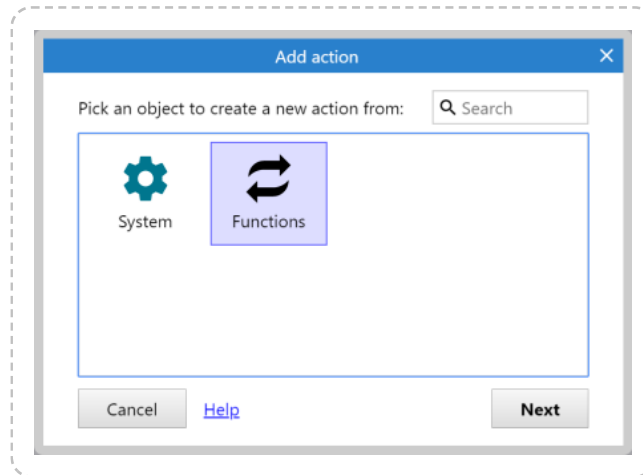 Add action
Pick an object to create a new action from:
Search
System
Functions
Cancel
Help
Next